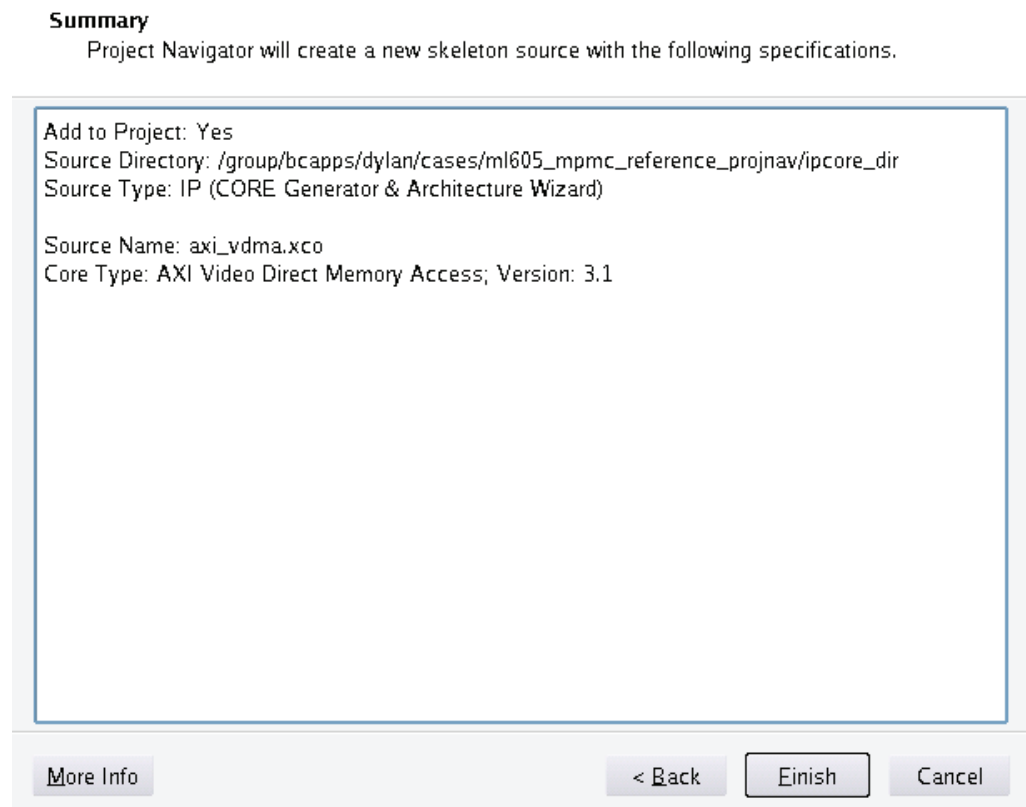 Summary
Project Navigator will create a new skeleton source with the following specifications.
Add to Project: Yes
Source Directory: /group/bcapps/dylan/cases/ml605_mpmc_reference_projnav/ipcore_dir
Source Type: IP (CORE Generator & Architecture Wizard)
Source Name: axi_vdma.xco
Core Type: AXI Video Direct Memory Access; Version: 3.1
More Info
< Back
Finish
Cancel